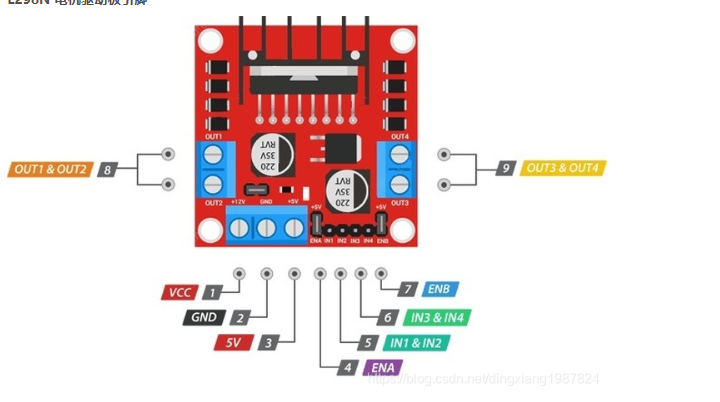 L298N 电机驱动板引脚
OUT1
OUT4
220
35V
RVT
220
35V
RVT
OUT2
+12V
GND
+5V
OUT3
+5V
+5V
ENA IN1 IN2 IN3 IN4 ENB
OUT1 & OUT2 8
9 OUT3 & OUT4
VCC 1
7 ENB
GND 2
6 IN3 & IN4
5V 3
5 IN1 & IN2
4 ENA
https://blog.csdn.net/dingxiang1987824